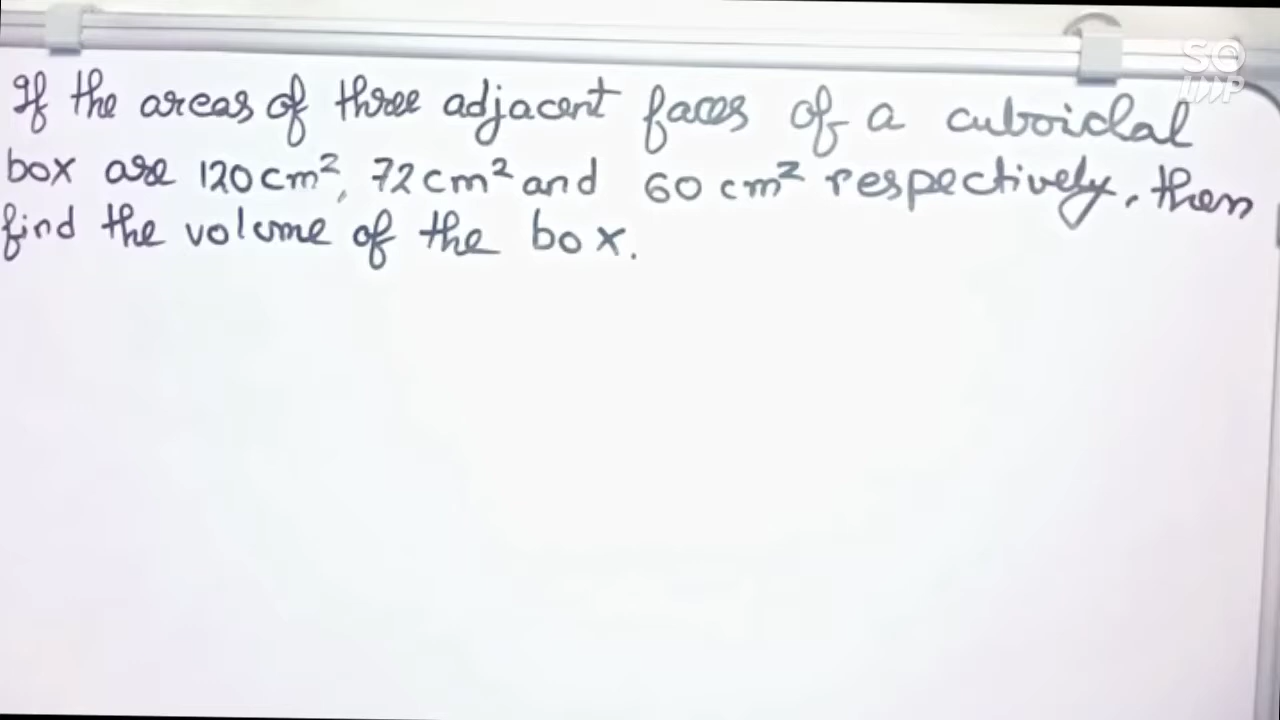 If the areas of three adjacent faces of a cuboidal
box are 120 cm², 72 cm² and 60 cm² respectively, then
find the volume of the box.